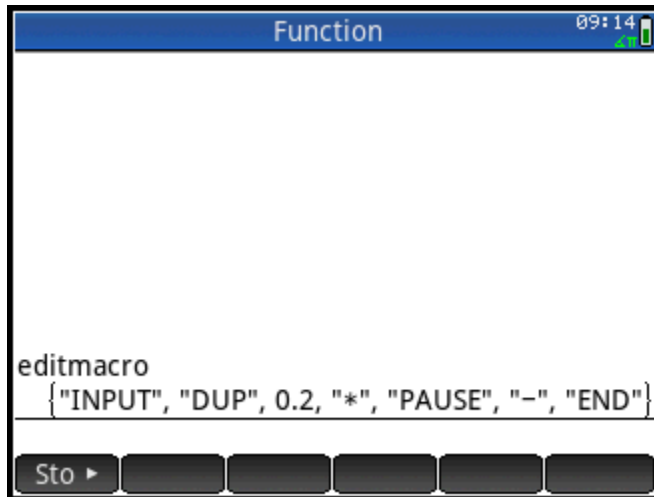 Function
09:14
∡π
editmacro
{"INPUT", "DUP", 0.2, "*", "PAUSE", "−", "END"}
Sto ►